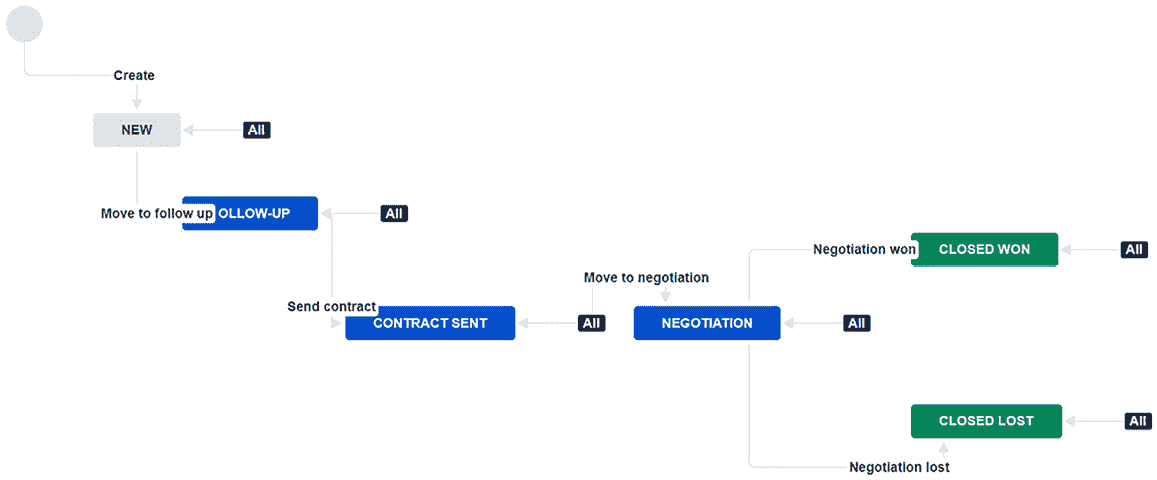 Create
NEW
All
Move to follow up
OLLOW-UP
All
Negotiation won
CLOSED WON
All
Move to negotiation
Send contract
CONTRACT SENT
All
NEGOTIATION
All
CLOSED LOST
All
Negotiation lost